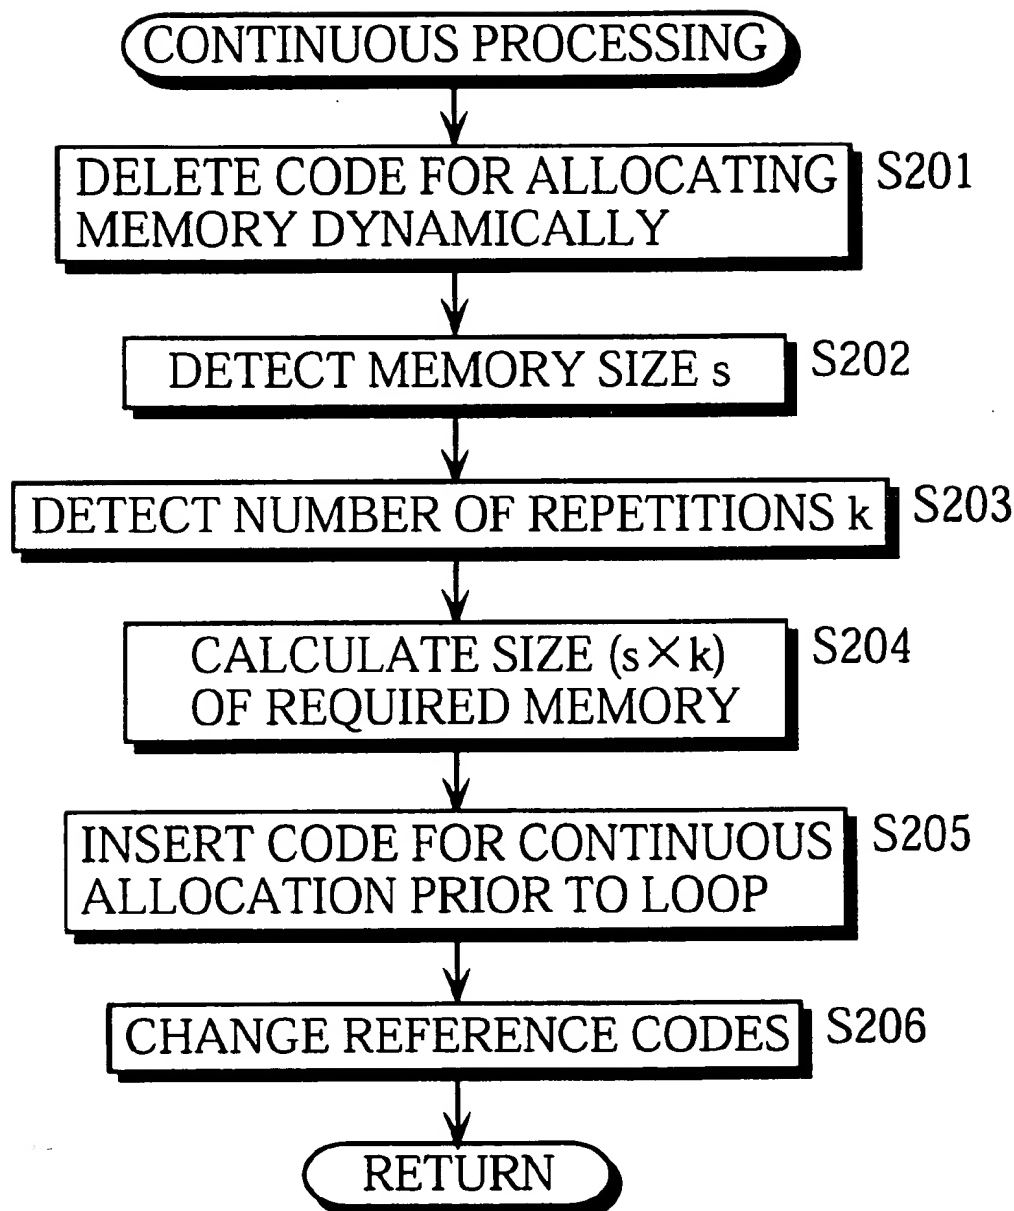 CONTINUOUS PROCESSING
DELETE CODE FOR ALLOCATING
MEMORY DYNAMICALLY
S201
DETECT MEMORY SIZE s
S202
DETECT NUMBER OF REPETITIONS k
S203
CALCULATE SIZE (s×k)
OF REQUIRED MEMORY
S204
INSERT CODE FOR CONTINUOUS
ALLOCATION PRIOR TO LOOP
S205
CHANGE REFERENCE CODES
S206
RETURN